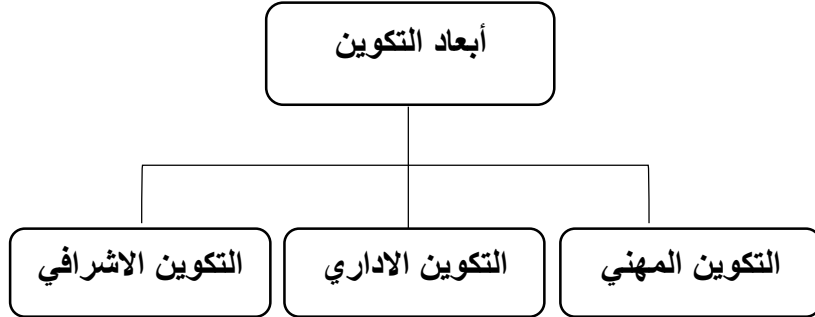 أبعاد التكوين
التكوين المهني
التكوين الاداري
التكوين الاشرافي